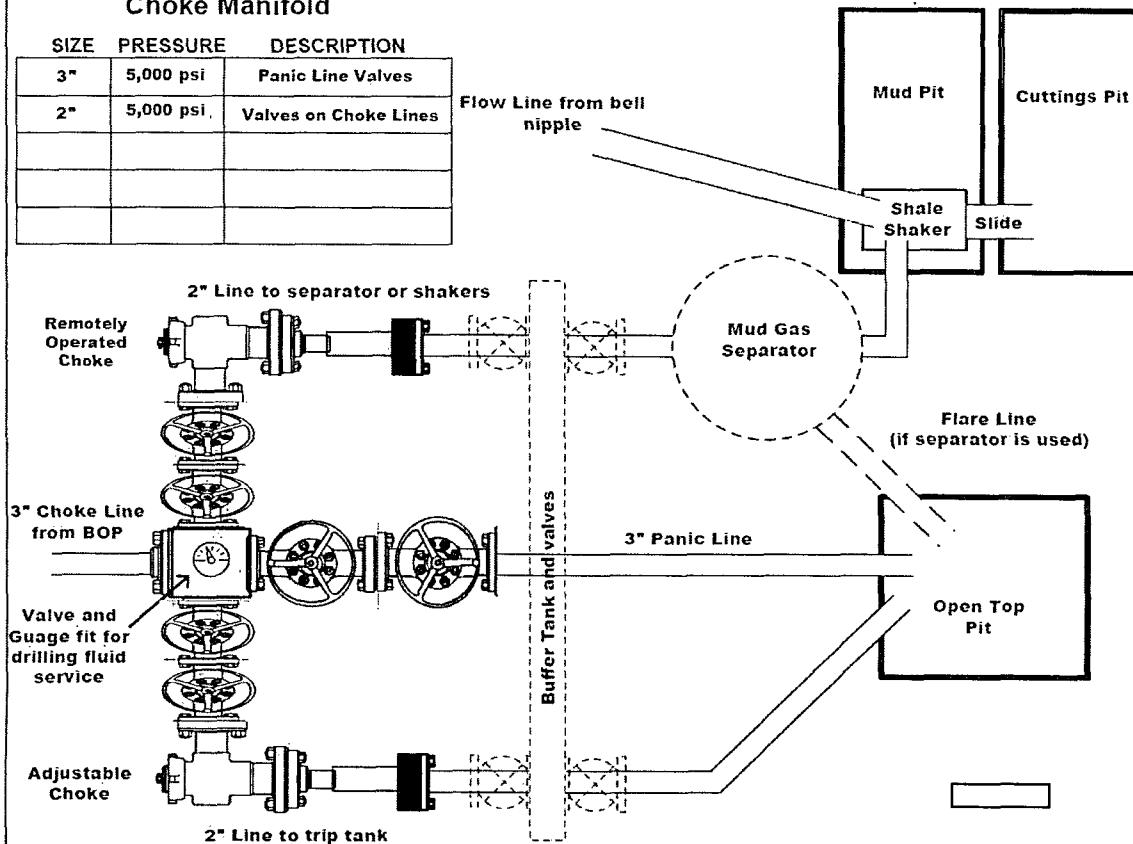 Choke Manifold
SIZE PRESSURE DESCRIPTION
3" 5,000 psi Panic Line Valves
2" 5,000 psi Valves on Choke Lines
Flow Line from bell
nipple
Mud Pit
Cuttings Pit
Shale
Shaker
Slide
2" Line to separator or shakers
Remotely
Operated
Choke
Mud Gas
Separator
Flare Line
(if separator is used)
3" Choke Line
from BOP
3" Panic Line
Buffer Tank and valves
Valve and
Guage fit for
drilling fluid
service
Open Top
Pit
Adjustable
Choke
2" Line to trip tank